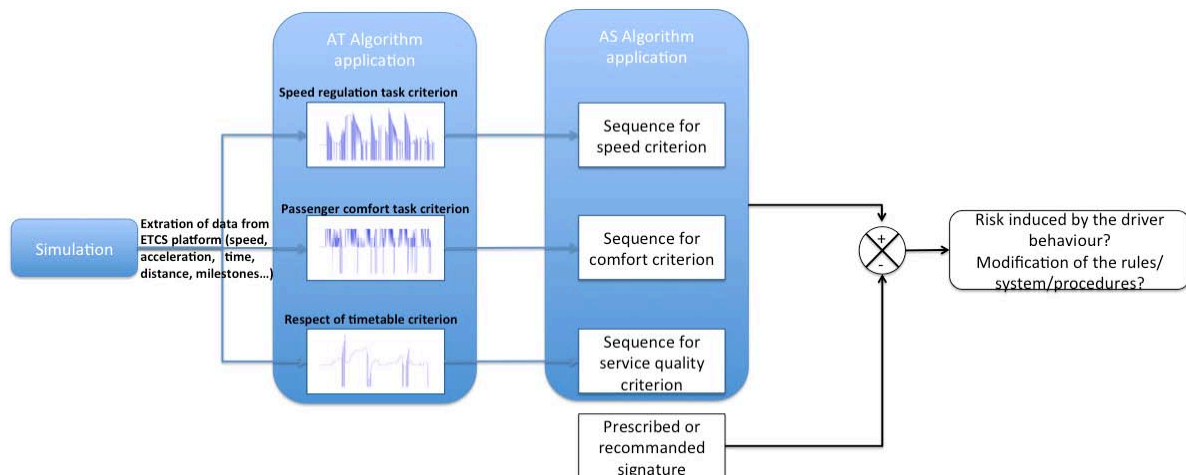 AT Algorithm
application
AS Algorithm
application
Speed regulation task criterion
Sequence for
speed criterion
Passenger comfort task criterion
Simulation
Extration of data from
ETCS platform (speed,
acceleration, time,
distance, milestones...)
Sequence for
comfort criterion
+
-
Risk induced by the driver
behaviour?
Modification of the rules/
system/procedures?
Respect of timetable criterion
Sequence for
service quality
criterion
Prescribed or
recommanded
signature